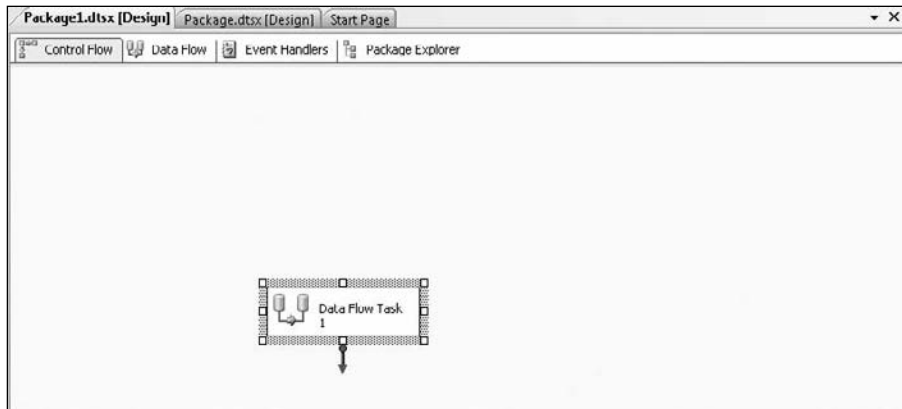 Package1.dtsx [Design] Package.dtsx [Design] Start Page
Control Flow Data Flow Event Handlers Package Explorer
Data Flow Task
1